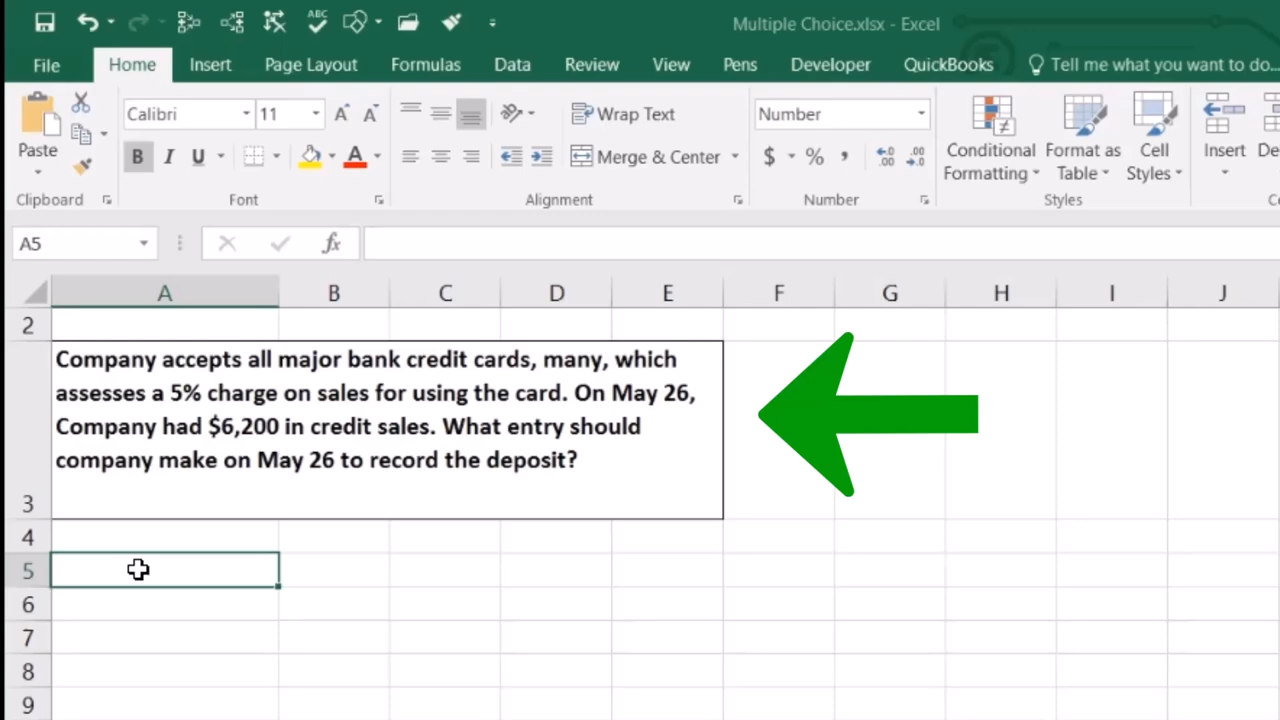 ABC
Multiple Choice.xlsx - Excel
File Home Insert Page Layout Formulas Data Review View Pens Developer QuickBooks Tell me what you want to do...
Calibri 11 Wrap Text Number
Paste B I U A Merge & Center $ % , Conditional Formatting Format as Table Cell Styles Insert
Clipboard Font Alignment Number Styles
A5 fx
A B C D E F G H I J
2
Company accepts all major bank credit cards, many, which
assesses a 5% charge on sales for using the card. On May 26,
Company had $6,200 in credit sales. What entry should
company make on May 26 to record the deposit?
3
4
5
6
7
8
9